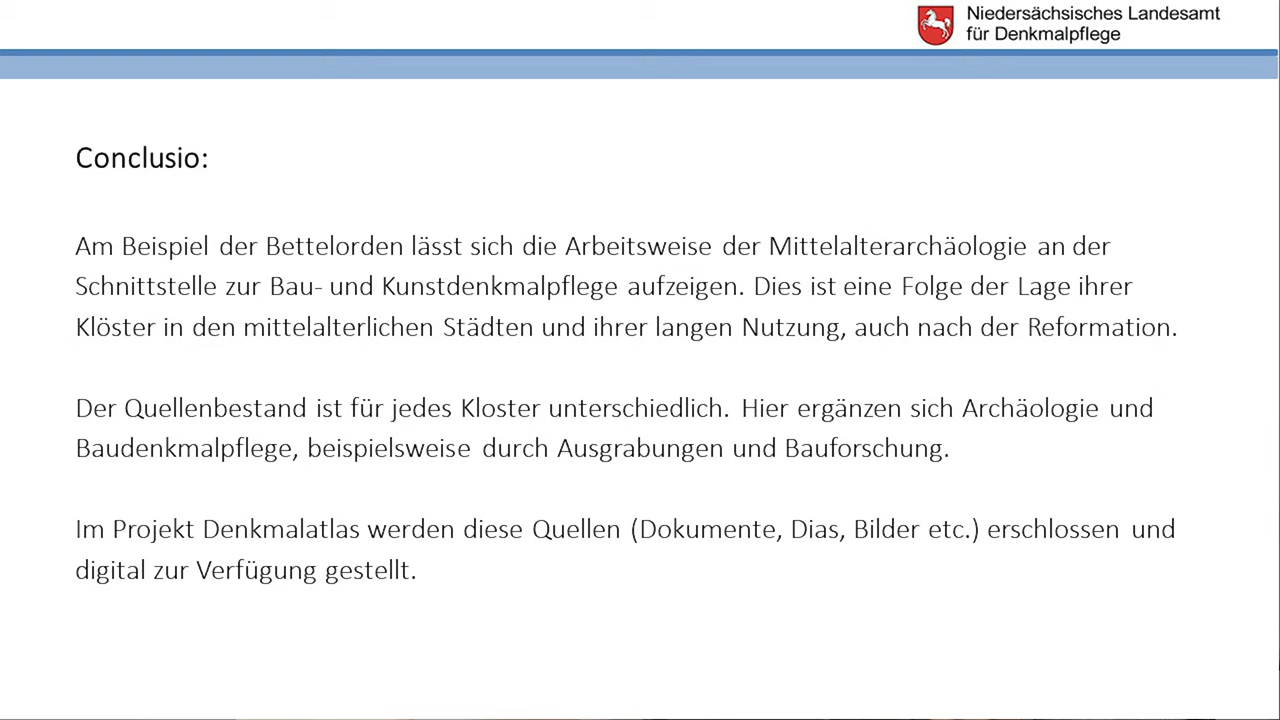 Niedersächsisches Landesamt
für Denkmalpflege
Conclusio:
Am Beispiel der Bettelorden lässt sich die Arbeitsweise der Mittelalterarchäologie an der
Schnittstelle zur Bau- und Kunstdenkmalpflege aufzeigen. Dies ist eine Folge der Lage ihrer
Klöster in den mittelalterlichen Städten und ihrer langen Nutzung, auch nach der Reformation.
Der Quellenbestand ist für jedes Kloster unterschiedlich. Hier ergänzen sich Archäologie und
Baudenkmalpflege, beispielsweise durch Ausgrabungen und Bauforschung.
Im Projekt Denkmalatlas werden diese Quellen (Dokumente, Dias, Bilder etc.) erschlossen und
digital zur Verfügung gestellt.